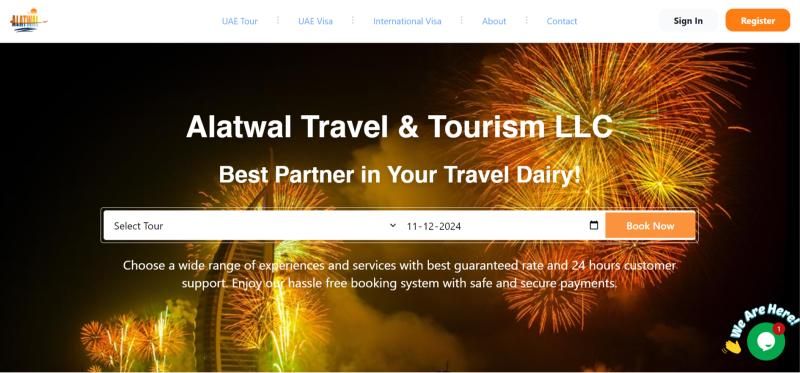 ALATWAL
UAE Tour
UAE Visa
International Visa
About
Contact
Sign In
Register
Alatwal Travel & Tourism LLC
Best Partner in Your Travel Dairy!
Select Tour
11-12-2024
Book Now
Choose a wide range of experiences and services with best guaranteed rate and 24 hours customer
support. Enjoy our hassle free booking system with safe and secure payments.
We Are Here!
1